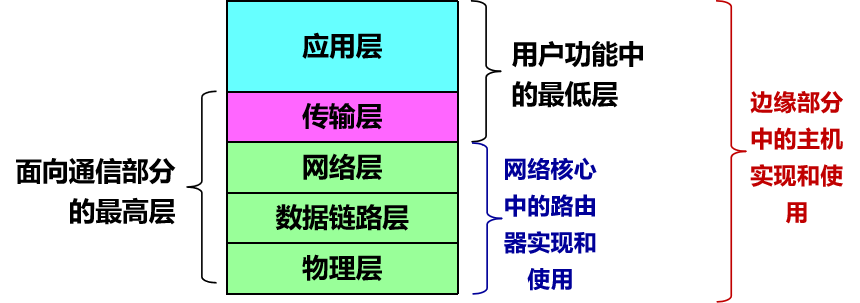 应用层
传输层
网络层
数据链路层
物理层
面向通信部分
的最高层
用户功能中
的最低层
网络核心
中的路由
器实现和
使用
边缘部分
中的主机
实现和使
用